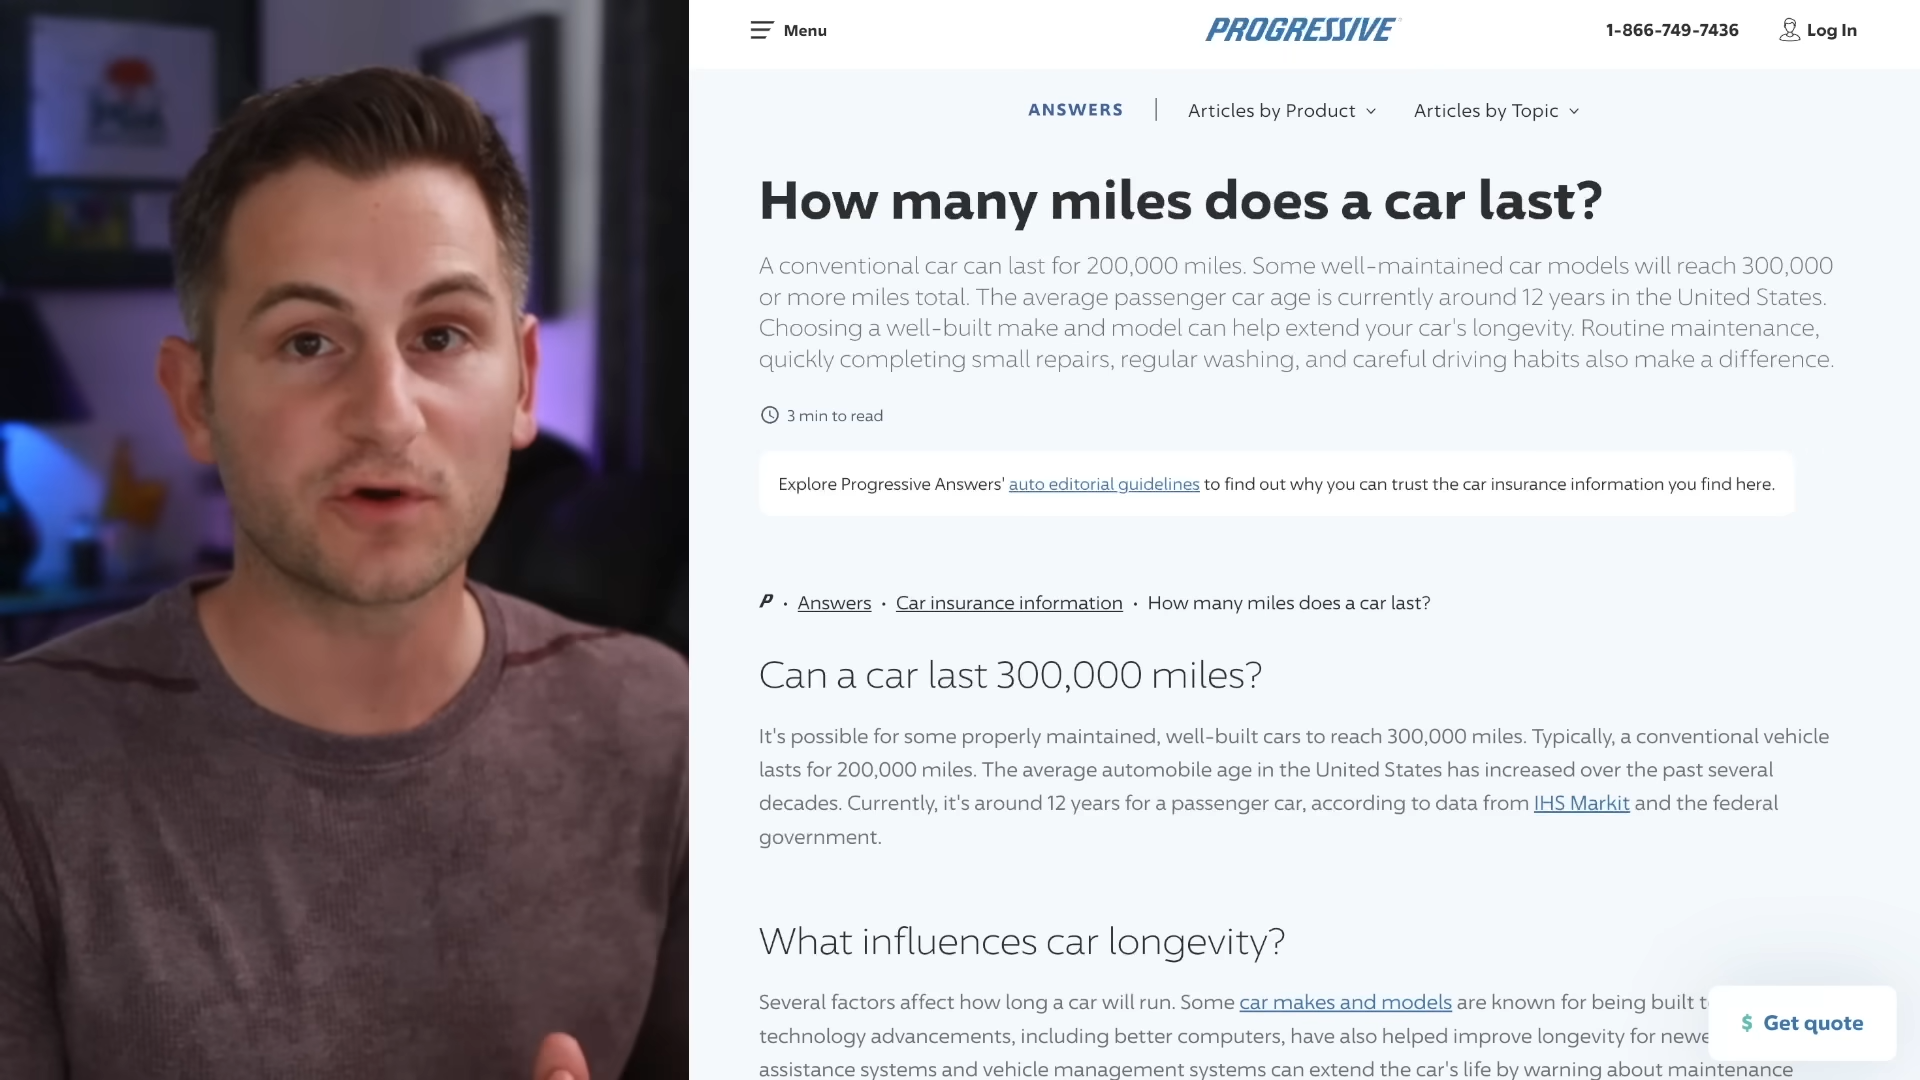 Menu
PROGRESSIVE
1-866-749-7436
Log In
ANSWERS
Articles by Product
Articles by Topic
How many miles does a car last?
A conventional car can last for 200,000 miles. Some well-maintained car models will reach 300,000
or more miles total. The average passenger car age is currently around 12 years in the United States.
Choosing a well-built make and model can help extend your car's longevity. Routine maintenance,
quickly completing small repairs, regular washing, and careful driving habits also make a difference.
3 min to read
Explore Progressive Answers' auto editorial guidelines to find out why you can trust the car insurance information you find here.
P · Answers · Car insurance information · How many miles does a car last?
Can a car last 300,000 miles?
It's possible for some properly maintained, well-built cars to reach 300,000 miles. Typically, a conventional vehicle
lasts for 200,000 miles. The average automobile age in the United States has increased over the past several
decades. Currently, it's around 12 years for a passenger car, according to data from IHS Markit and the federal
government.
What influences car longevity?
Several factors affect how long a car will run. Some car makes and models are known for being built
technology advancements, including better computers, have also helped improve longevity for
assistance systems and vehicle management systems can extend the car's life by warning about maintenance
$ Get quote